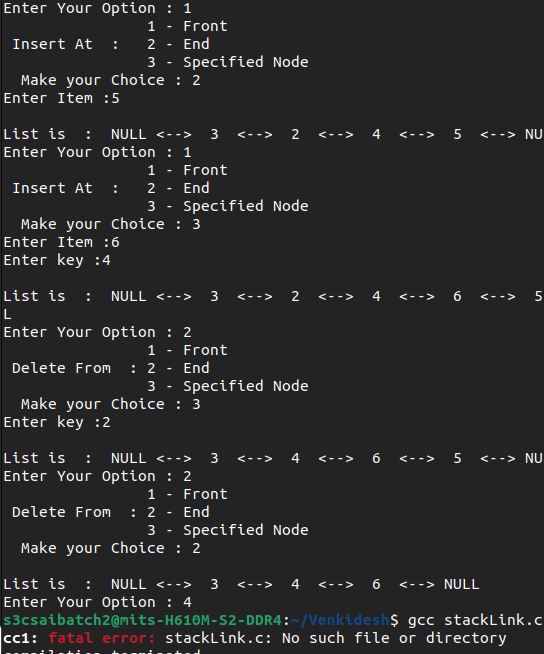 Enter Your Option : 1
1 - Front
Insert At  :   2 - End
3 - Specified Node
Make your Choice : 2
Enter Item :5
List is  :  NULL <-->  3  <-->  2  <-->  4  <-->  5  <--> NU
Enter Your Option : 1
1 - Front
Insert At  :   2 - End
3 - Specified Node
Make your Choice : 3
Enter Item :6
Enter key :4
List is  :  NULL <-->  3  <-->  2  <-->  4  <-->  6  <-->  5
L
Enter Your Option : 2
1 - Front
Delete From  : 2 - End
3 - Specified Node
Make your Choice : 3
Enter key :2
List is  :  NULL <-->  3  <-->  4  <-->  6  <-->  5  <--> NU
Enter Your Option : 2
1 - Front
Delete From  : 2 - End
3 - Specified Node
Make your Choice : 2
List is  :  NULL <-->  3  <-->  4  <-->  6  <--> NULL
Enter Your Option : 4
s3csaibatch2@mits-H610M-S2-DDR4:~/Venkidesh$ gcc stackLink.c
cc1: fatal error: stackLink.c: No such file or directory
compilation terminated